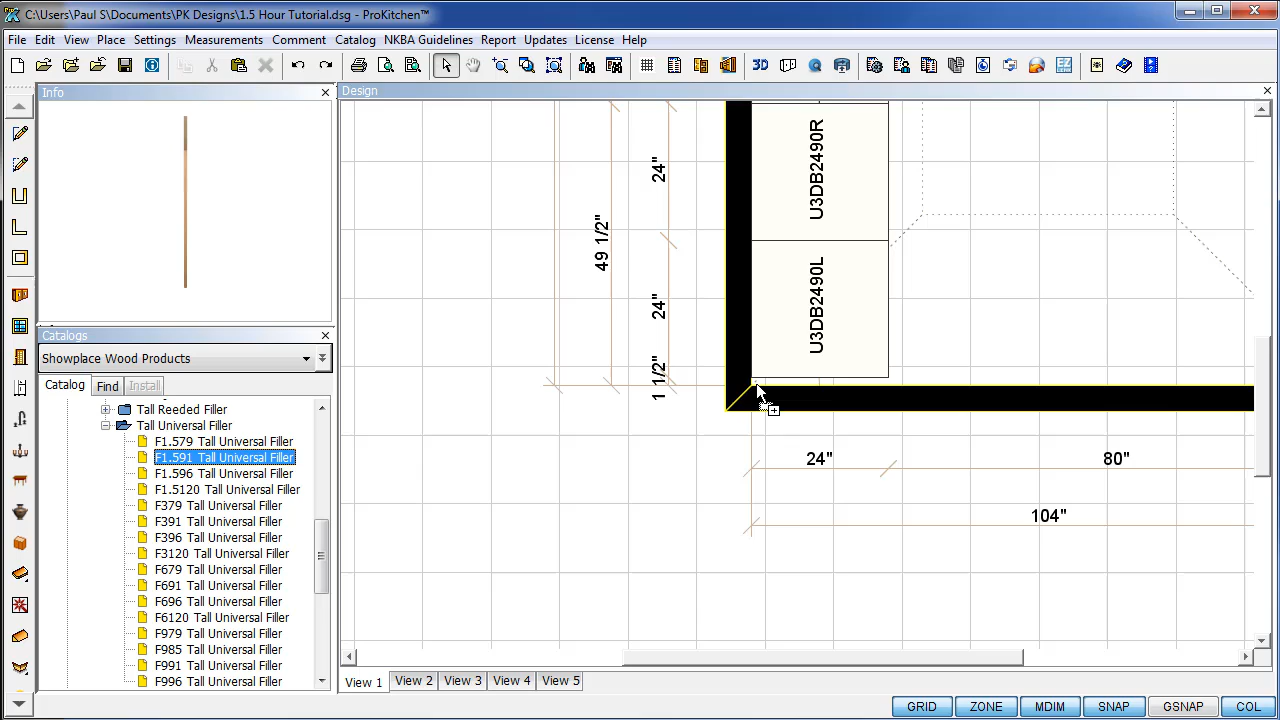 C:\Users\Paul S\Documents\PK Designs\1.5 Hour Tutorial.dsg - ProKitchen™
File Edit View Place Settings Measurements Comment Catalog NKBA Guidelines Report Updates License Help
3D
EZ
Info
Design
U3DB2490R
24"
49 1/2"
U3DB2490L
24"
1 1/2"
Catalogs
Showplace Wood Products
Catalog Find Install
Tall Reeded Filler
Tall Universal Filler
F1.579 Tall Universal Filler
F1.591 Tall Universal Filler
F1.596 Tall Universal Filler
F1.5120 Tall Universal Filler
F379 Tall Universal Filler
F391 Tall Universal Filler
F396 Tall Universal Filler
F3120 Tall Universal Filler
F679 Tall Universal Filler
F691 Tall Universal Filler
F696 Tall Universal Filler
F6120 Tall Universal Filler
F979 Tall Universal Filler
F985 Tall Universal Filler
F991 Tall Universal Filler
F996 Tall Universal Filler
24" 80"
104"
View 1 View 2 View 3 View 4 View 5
GRID ZONE MDIM SNAP GSNAP COL